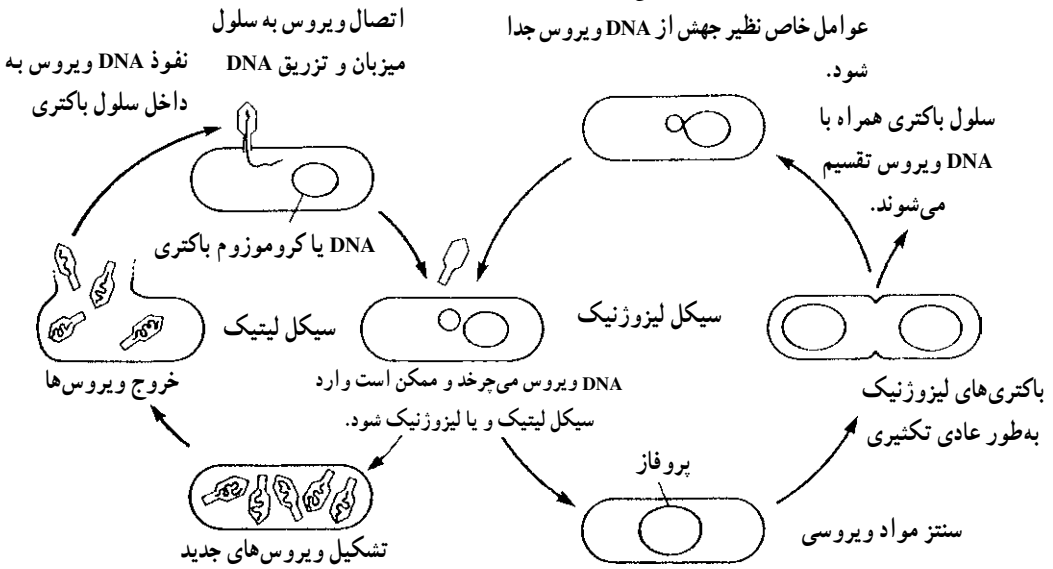 عوامل خاص نظیر جهش از DNA ویروس جدا
شود.
اتصال ویروس به سلول
میزبان و تزریق DNA
نفوذ DNA ویروس به
داخل سلول باکتری
سلول باکتری همراه با
DNA ویروس تقسیم
می‌شوند.
DNA یا کروموزوم باکتری
سیکل لیزوژنیک
سیکل لیتیک
خروج ویروس‌ها
DNA ویروس می‌چرخد و ممکن است وارد
سیکل لیتیک و یا لیزوژنیک شود.
باکتری‌های لیزوژنیک
به‌طور عادی تکثیری
پروفاز
سنتز مواد ویروسی
تشکیل ویروس‌های جدید